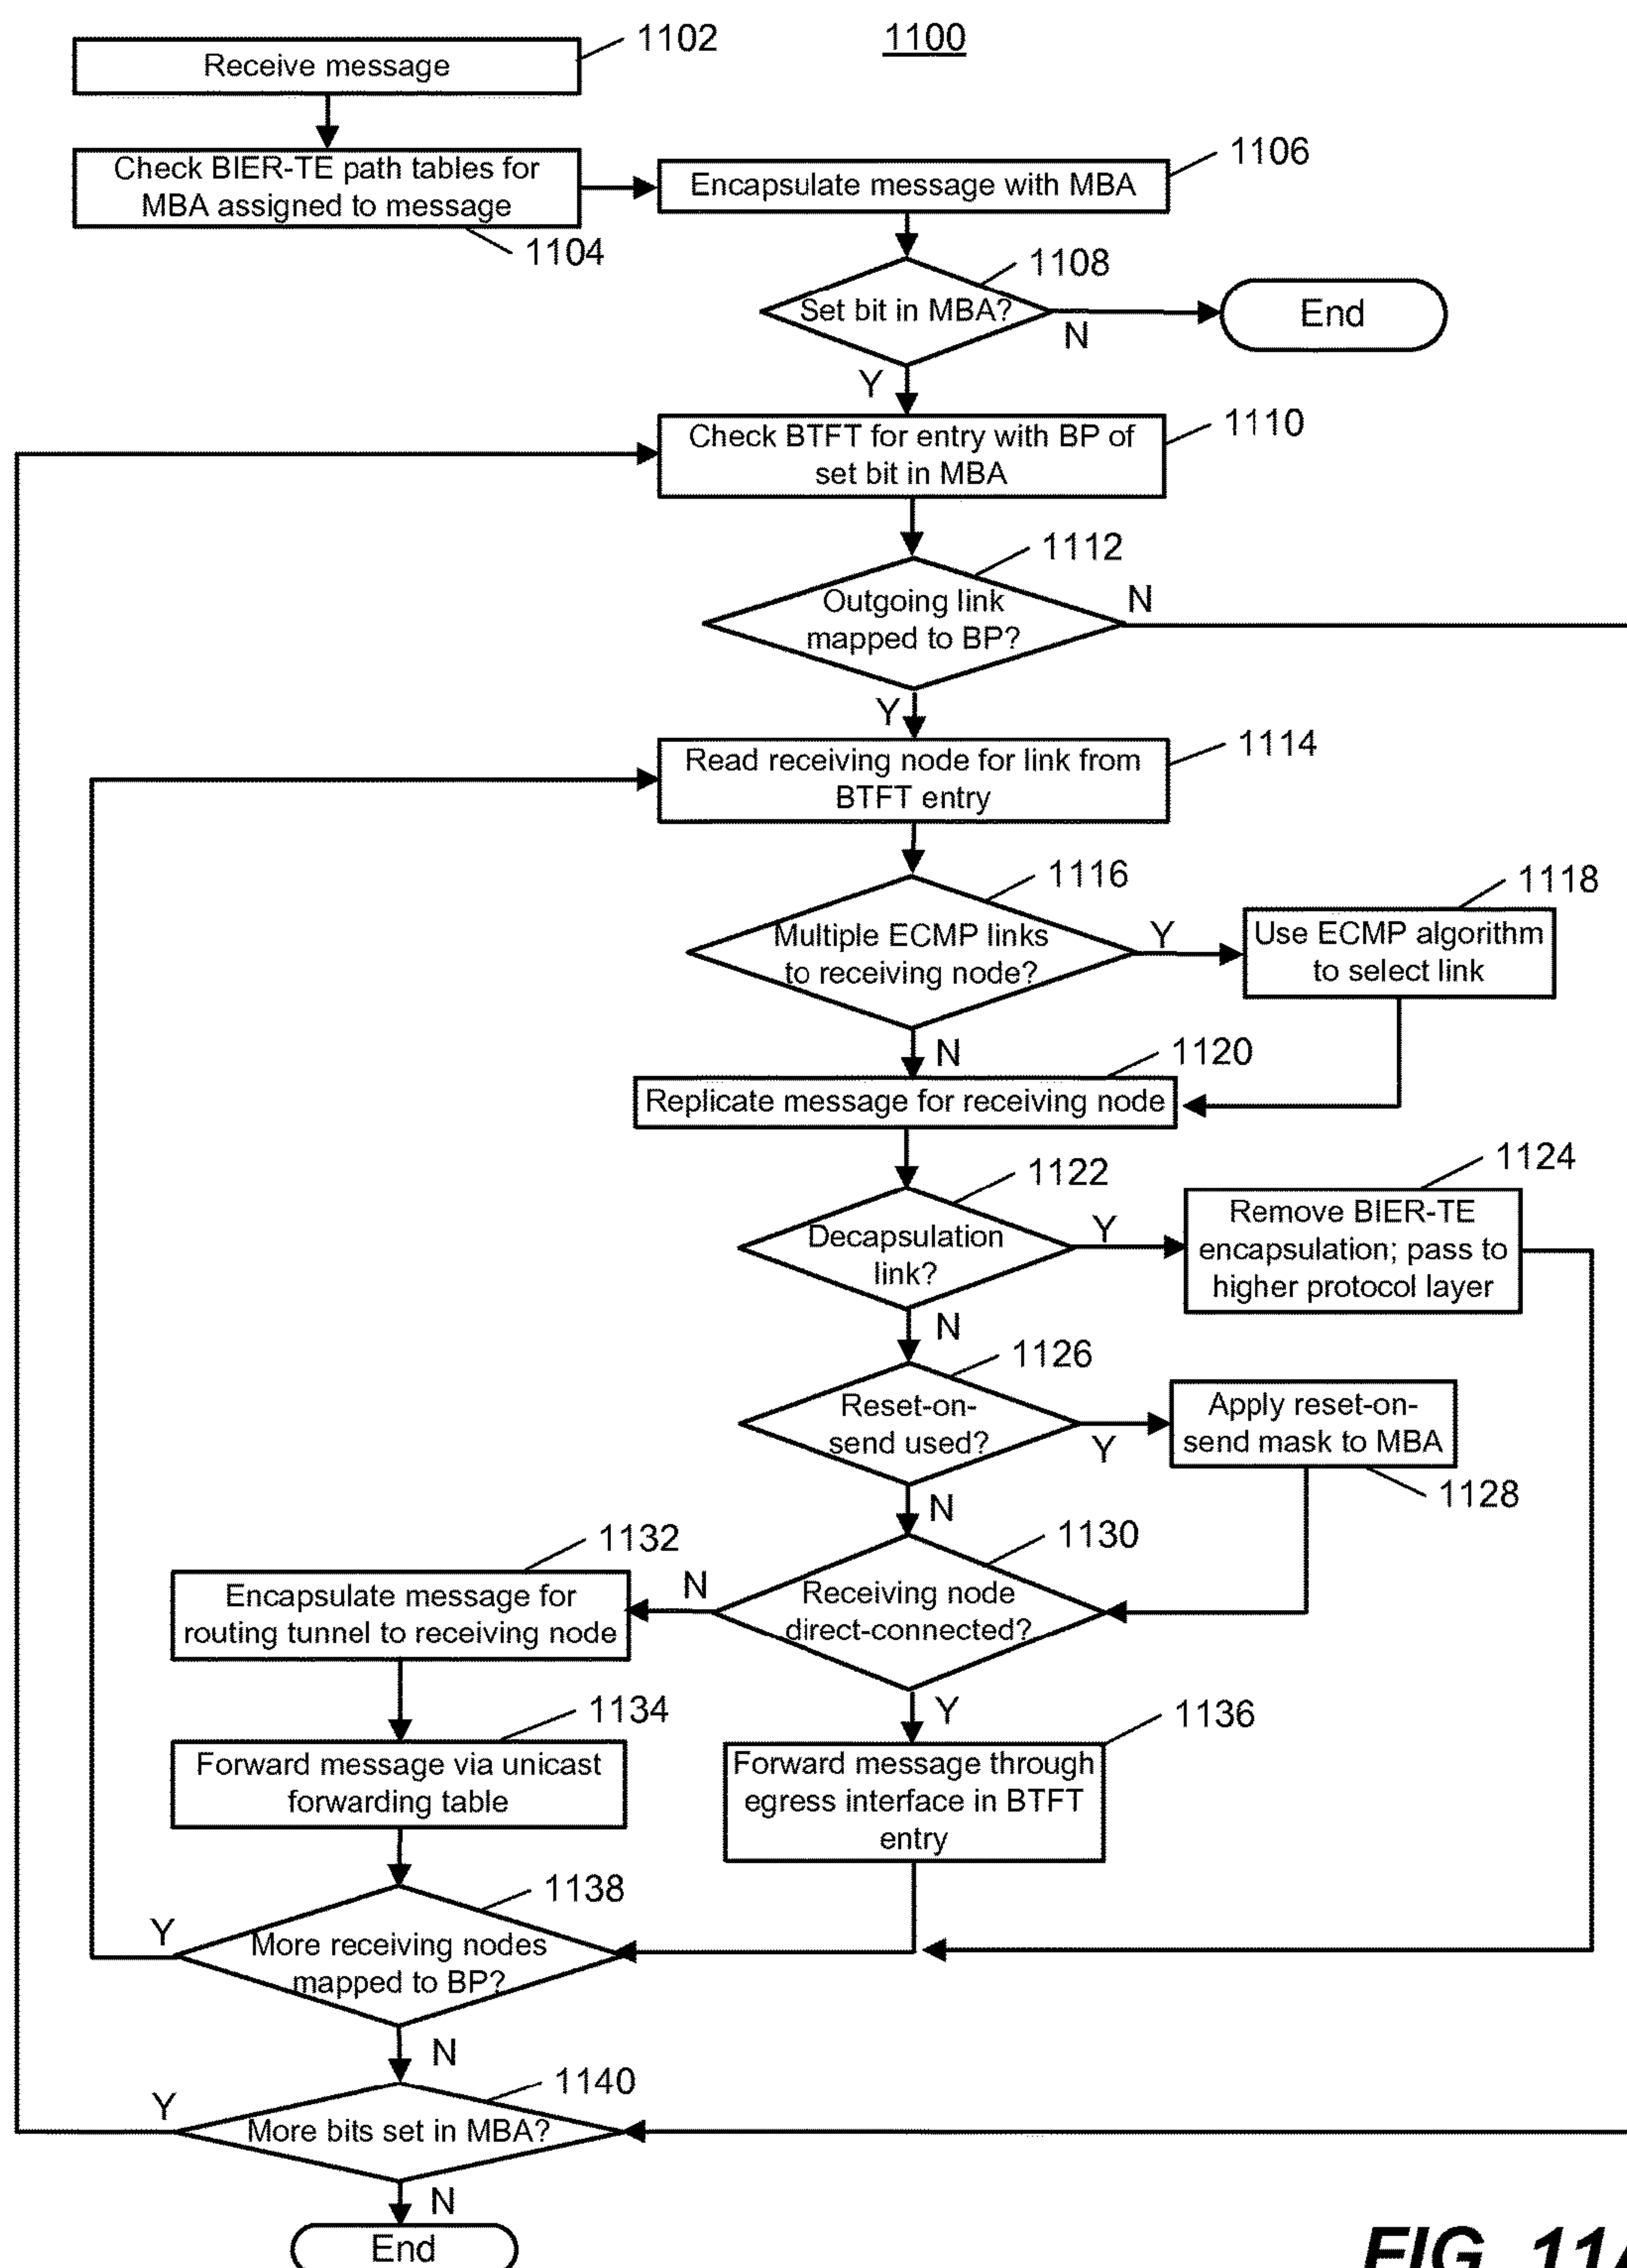 1100
Receive message
1102
Check BIER-TE path tables for
MBA assigned to message
1104
Encapsulate message with MBA
1106
Set bit in MBA?
1108
N
End
Y
Check BTFT for entry with BP of
set bit in MBA
1110
Outgoing link
mapped to BP?
1112
N
Y
Read receiving node for link from
BTFT entry
1114
Multiple ECMP links
to receiving node?
1116
Y
Use ECMP algorithm
to select link
1118
N
Replicate message for receiving node
1120
Decapsulation
link?
1122
Y
Remove BIER-TE
encapsulation; pass to
higher protocol layer
1124
N
Reset-on-
send used?
1126
Y
Apply reset-on-
send mask to MBA
1128
N
Receiving node
direct-connected?
1130
N
Encapsulate message for
routing tunnel to receiving node
1132
Forward message via unicast
forwarding table
1134
Y
Forward message through
egress interface in BTFT
entry
1136
More receiving nodes
mapped to BP?
1138
Y
N
More bits set in MBA?
1140
Y
N
End
FIG. 11A